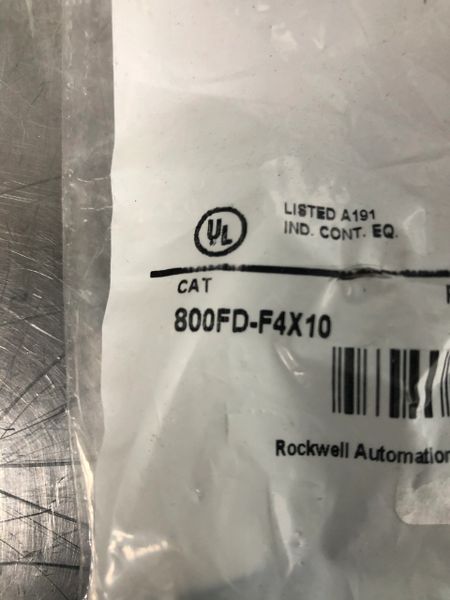 UL
LISTED A191
IND. CONT. EQ.
CAT
800FD-F4X10
Rockwell Automation